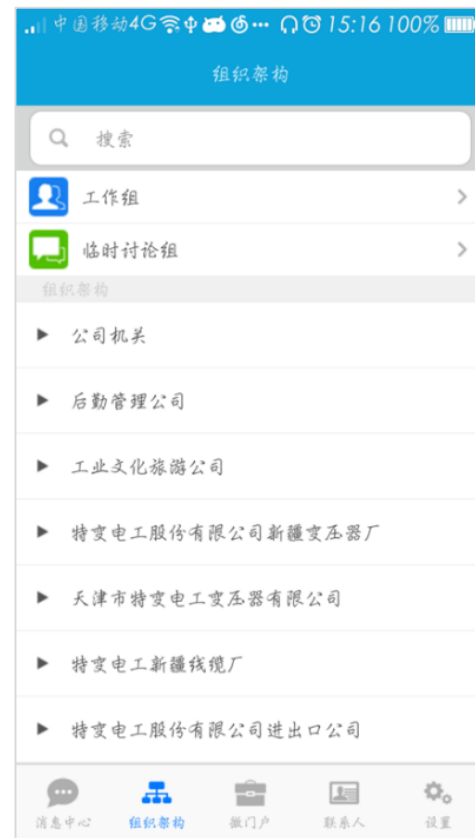 中国移动4G 15:16 100%
组织架构
搜索
工作组
临时讨论组
组织架构
公司机关
后勤管理公司
工业文化旅游公司
特变电工股份有限公司新疆变压器厂
天津市特变电工变压器有限公司
特变电工新疆线缆厂
特变电工股份有限公司进出口公司
消息中心 组织架构 微门户 联系人 设置